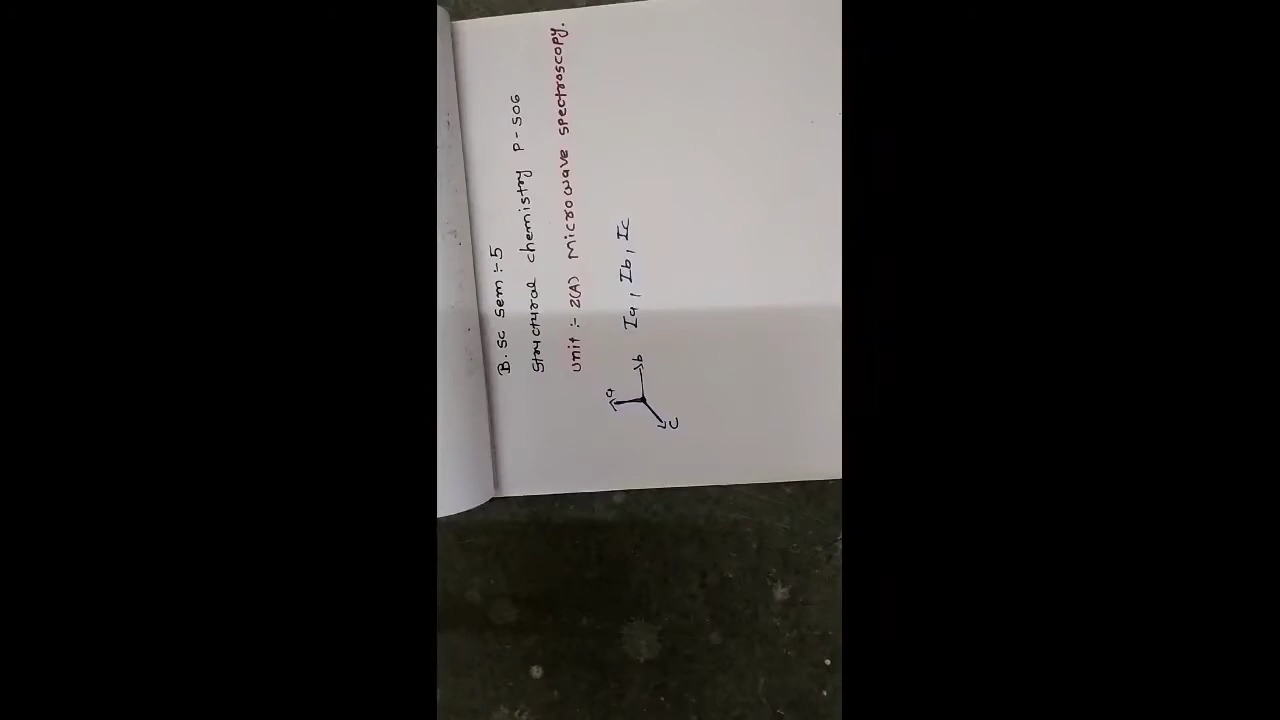 B.sc sem:-5
Structural chemistry P-506
Unit :- 2(A) Microwave spectroscopy.
a b c Ia, Ib, Ic